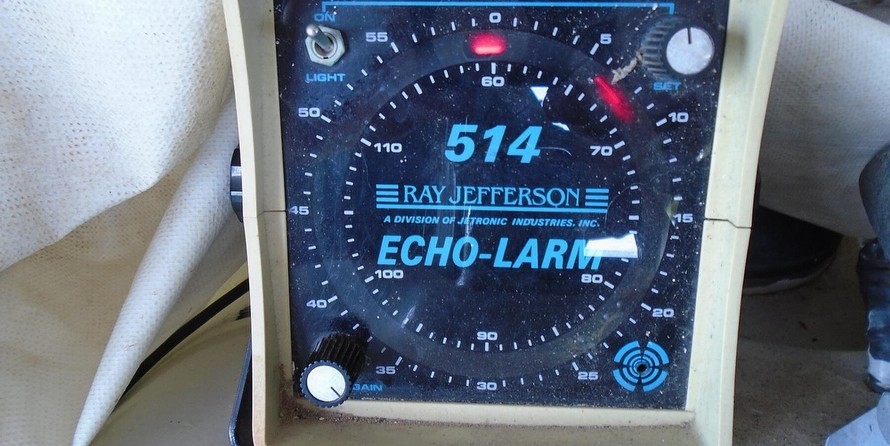 ON
0
55
5
LIGHT
60
SET
50
10
110
514
70
RAY JEFFERSON
45
A DIVISION OF JETRONIC INDUSTRIES, INC.
15
ECHO-LARM
100
80
40
20
90
35
GAIN
30
25